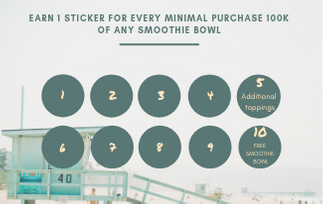 EARN 1 STICKER FOR EVERY MINIMAL PURCHASE 100K
OF ANY SMOOTHIE BOWL
1 2 3 4 5
Additional
toppings
6 7 8 9 10
FREE
SMOOTHIE
BOWL
40